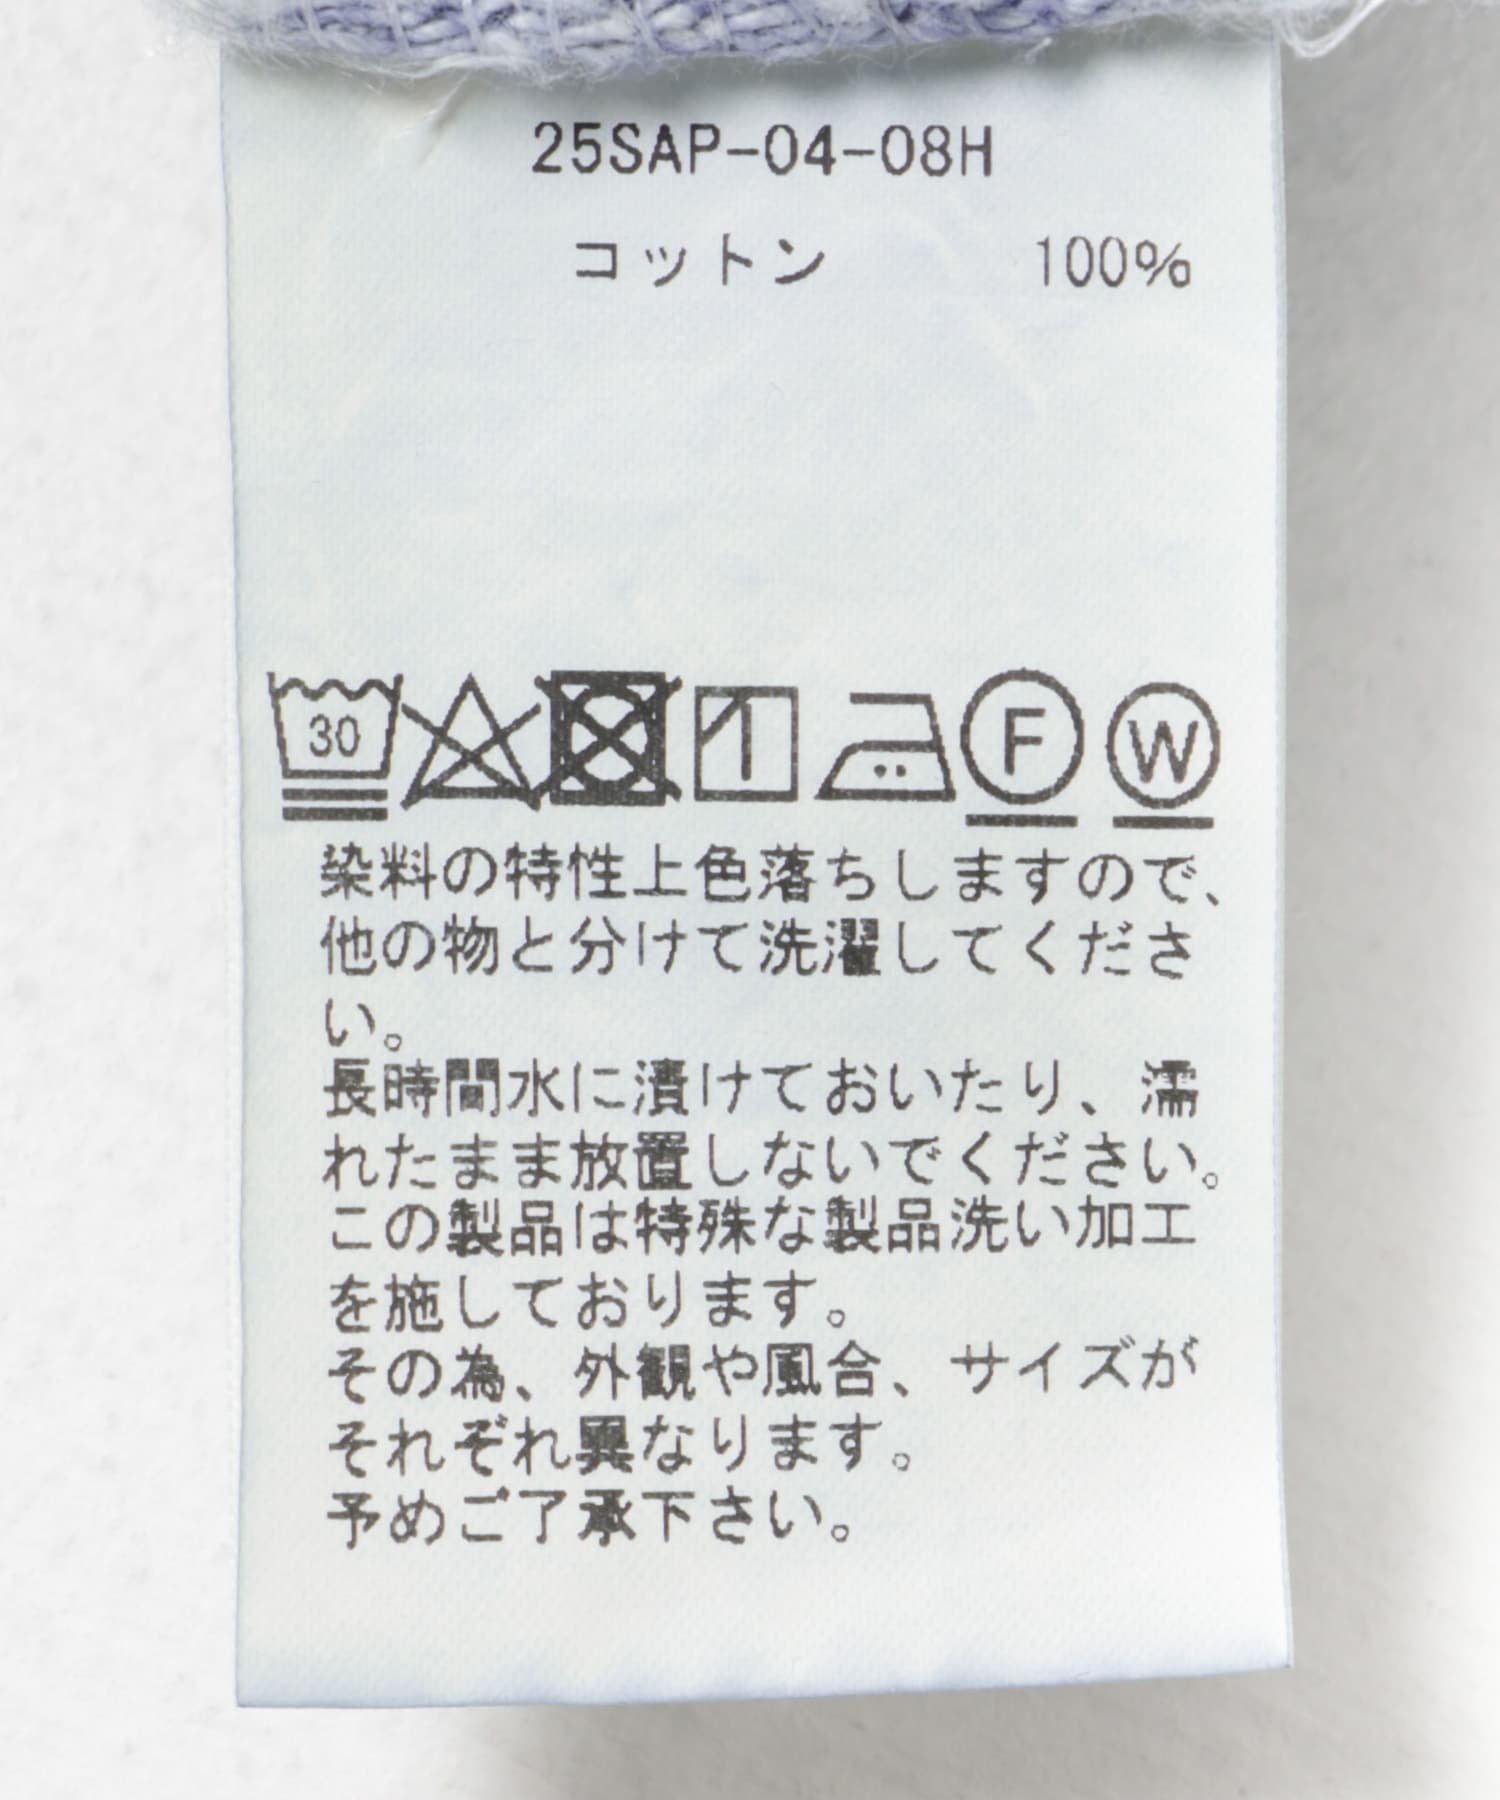 25SAP-04-08H
コットン 100%
30
F W
染料の特性上色落ちしますので、
他の物と分けて洗濯してくださ
い。
長時間水に漬けておいたり、濡
れたまま放置しないでください。
この製品は特殊な製品洗い加工
を施しております。
その為、外観や風合、サイズが
それぞれ異なります。
予めご了承下さい。